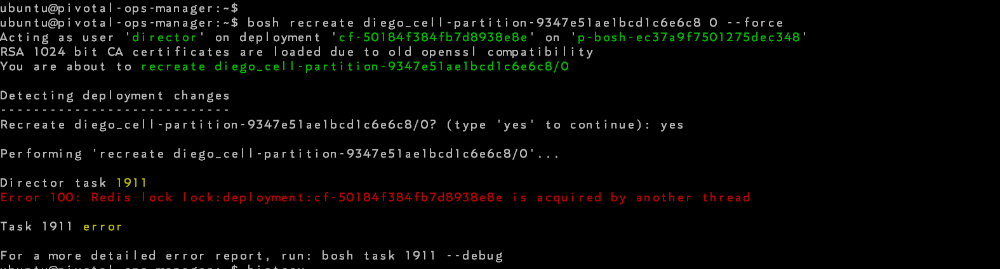 ubuntu@pivotal-ops-manager:~$
ubuntu@pivotal-ops-manager:~$ bosh recreate diego_cell-partition-9347e51ae1bcd1c6e6c8 0 --force
Acting as user 'director' on deployment 'cf-50184f384fb7d8938e8e' on 'p-bosh-ec37a9f7501275dec348'
RSA 1024 bit CA certificates are loaded due to old openssl compatibility
You are about to recreate diego_cell-partition-9347e51ae1bcd1c6e6c8/0
Detecting deployment changes
----------------------------
Recreate diego_cell-partition-9347e51ae1bcd1c6e6c8/0? (type 'yes' to continue): yes
Performing 'recreate diego_cell-partition-9347e51ae1bcd1c6e6c8/0'...
Director task 1911
Error 100: Redis lock lock:deployment:cf-50184f384fb7d8938e8e is acquired by another thread
Task 1911 error
For a more detailed error report, run: bosh task 1911 --debug
ubuntu@pivotal-ops-manager:~$ history